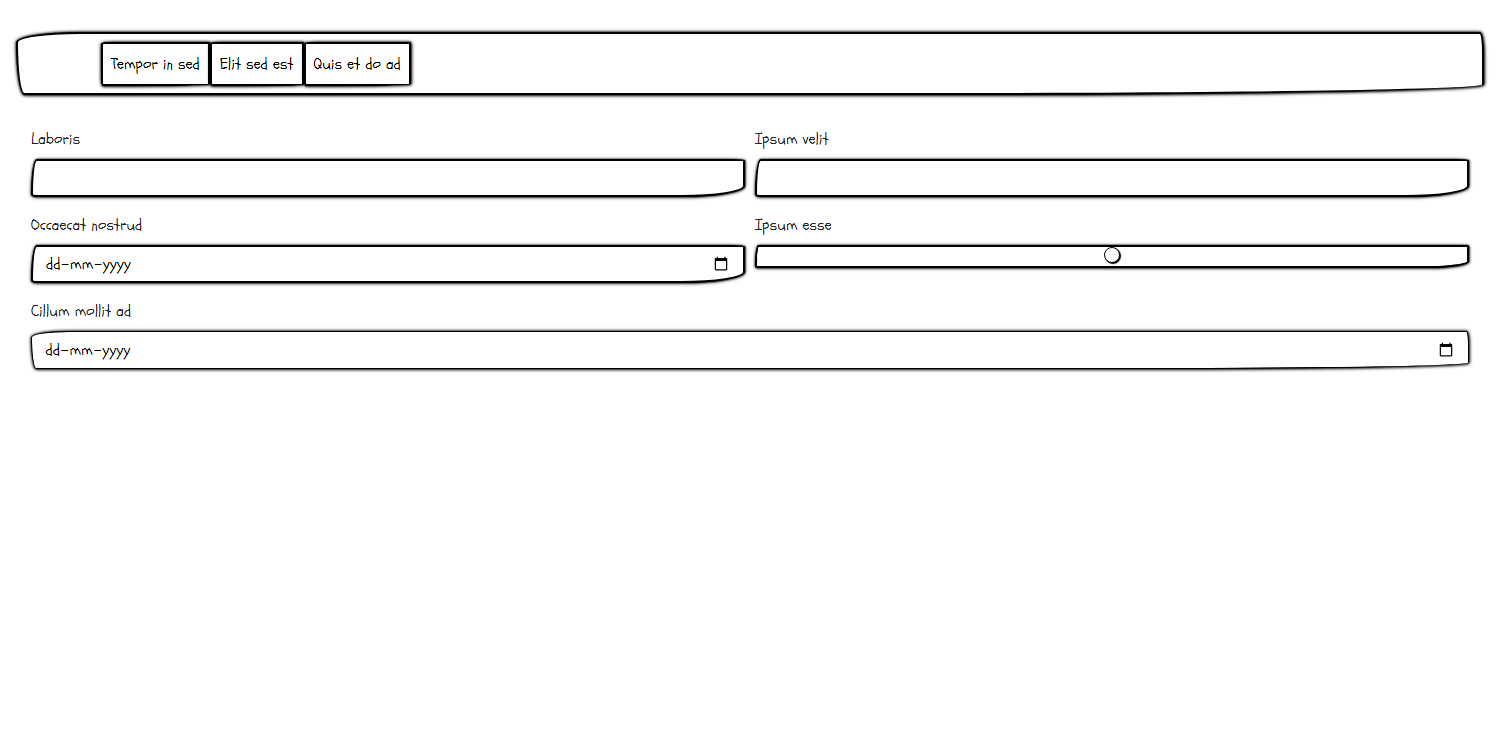 Tempor in sed Elit sed est Quis et do ad
Laboris Ipsum velit
Occaecat nostrud Ipsum esse
dd-mm-yyyy
Cillum mollit ad
dd-mm-yyyy